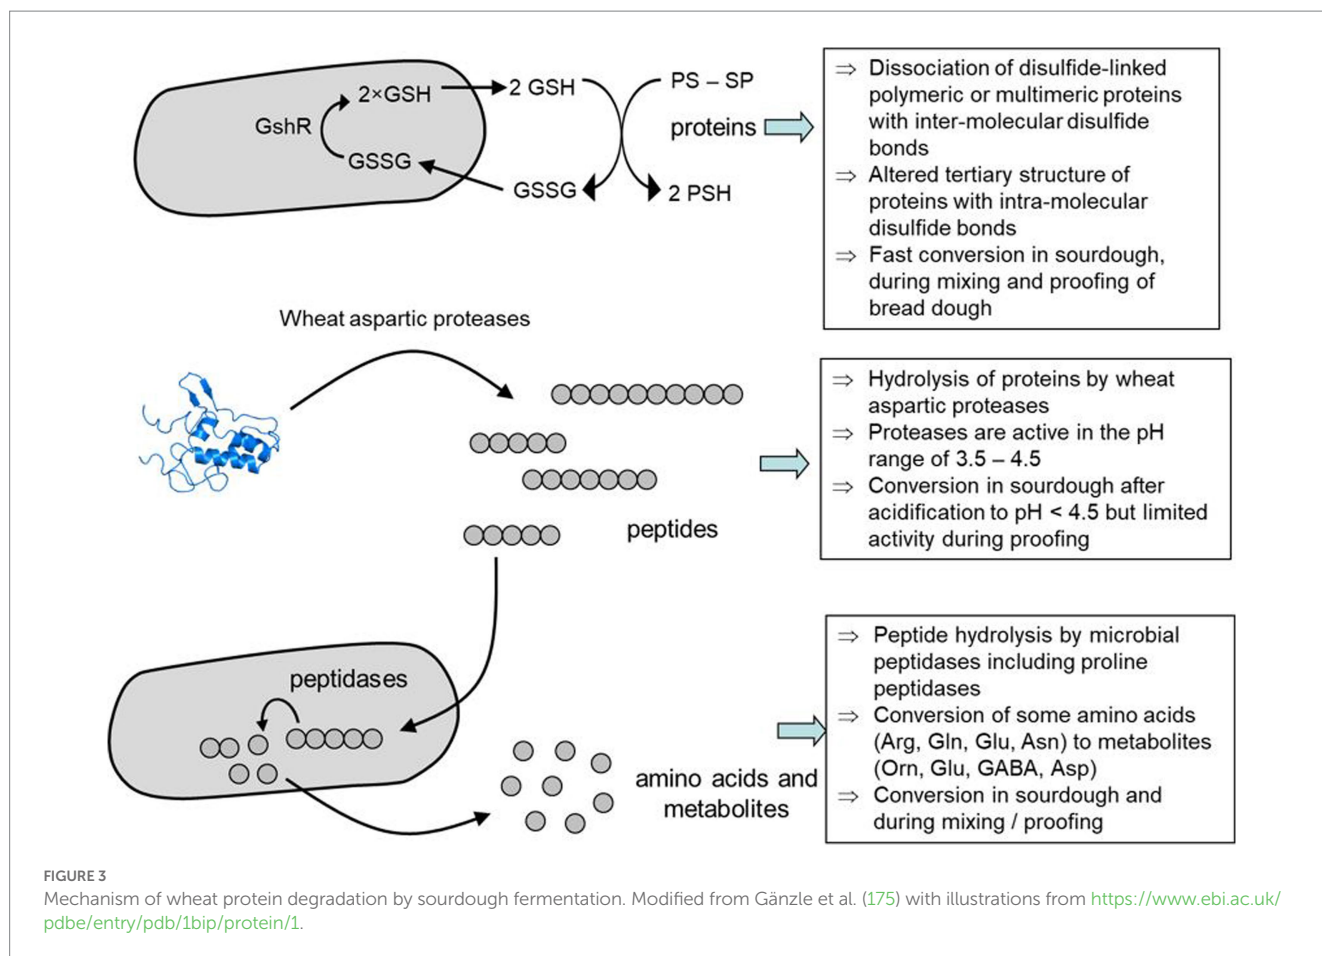 2×GSH
2 GSH
PS – SP
GshR
proteins
GSSG
GSSG
2 PSH
⇒ Dissociation of disulfide-linked
polymeric or multimeric proteins
with inter-molecular disulfide
bonds
⇒ Altered tertiary structure of
proteins with intra-molecular
disulfide bonds
⇒ Fast conversion in sourdough,
during mixing and proofing of
bread dough
Wheat aspartic proteases
peptides
⇒ Hydrolysis of proteins by wheat
aspartic proteases
⇒ Proteases are active in the pH
range of 3.5 – 4.5
⇒ Conversion in sourdough after
acidification to pH < 4.5 but limited
activity during proofing
peptidases
amino acids and
metabolites
⇒ Peptide hydrolysis by microbial
peptidases including proline
peptidases
⇒ Conversion of some amino acids
(Arg, Gln, Glu, Asn) to metabolites
(Orn, Glu, GABA, Asp)
⇒ Conversion in sourdough and
during mixing / proofing
FIGURE 3
Mechanism of wheat protein degradation by sourdough fermentation. Modified from Gänzle et al. (175) with illustrations from https://www.ebi.ac.uk/
pdbe/entry/pdb/1bip/protein/1.